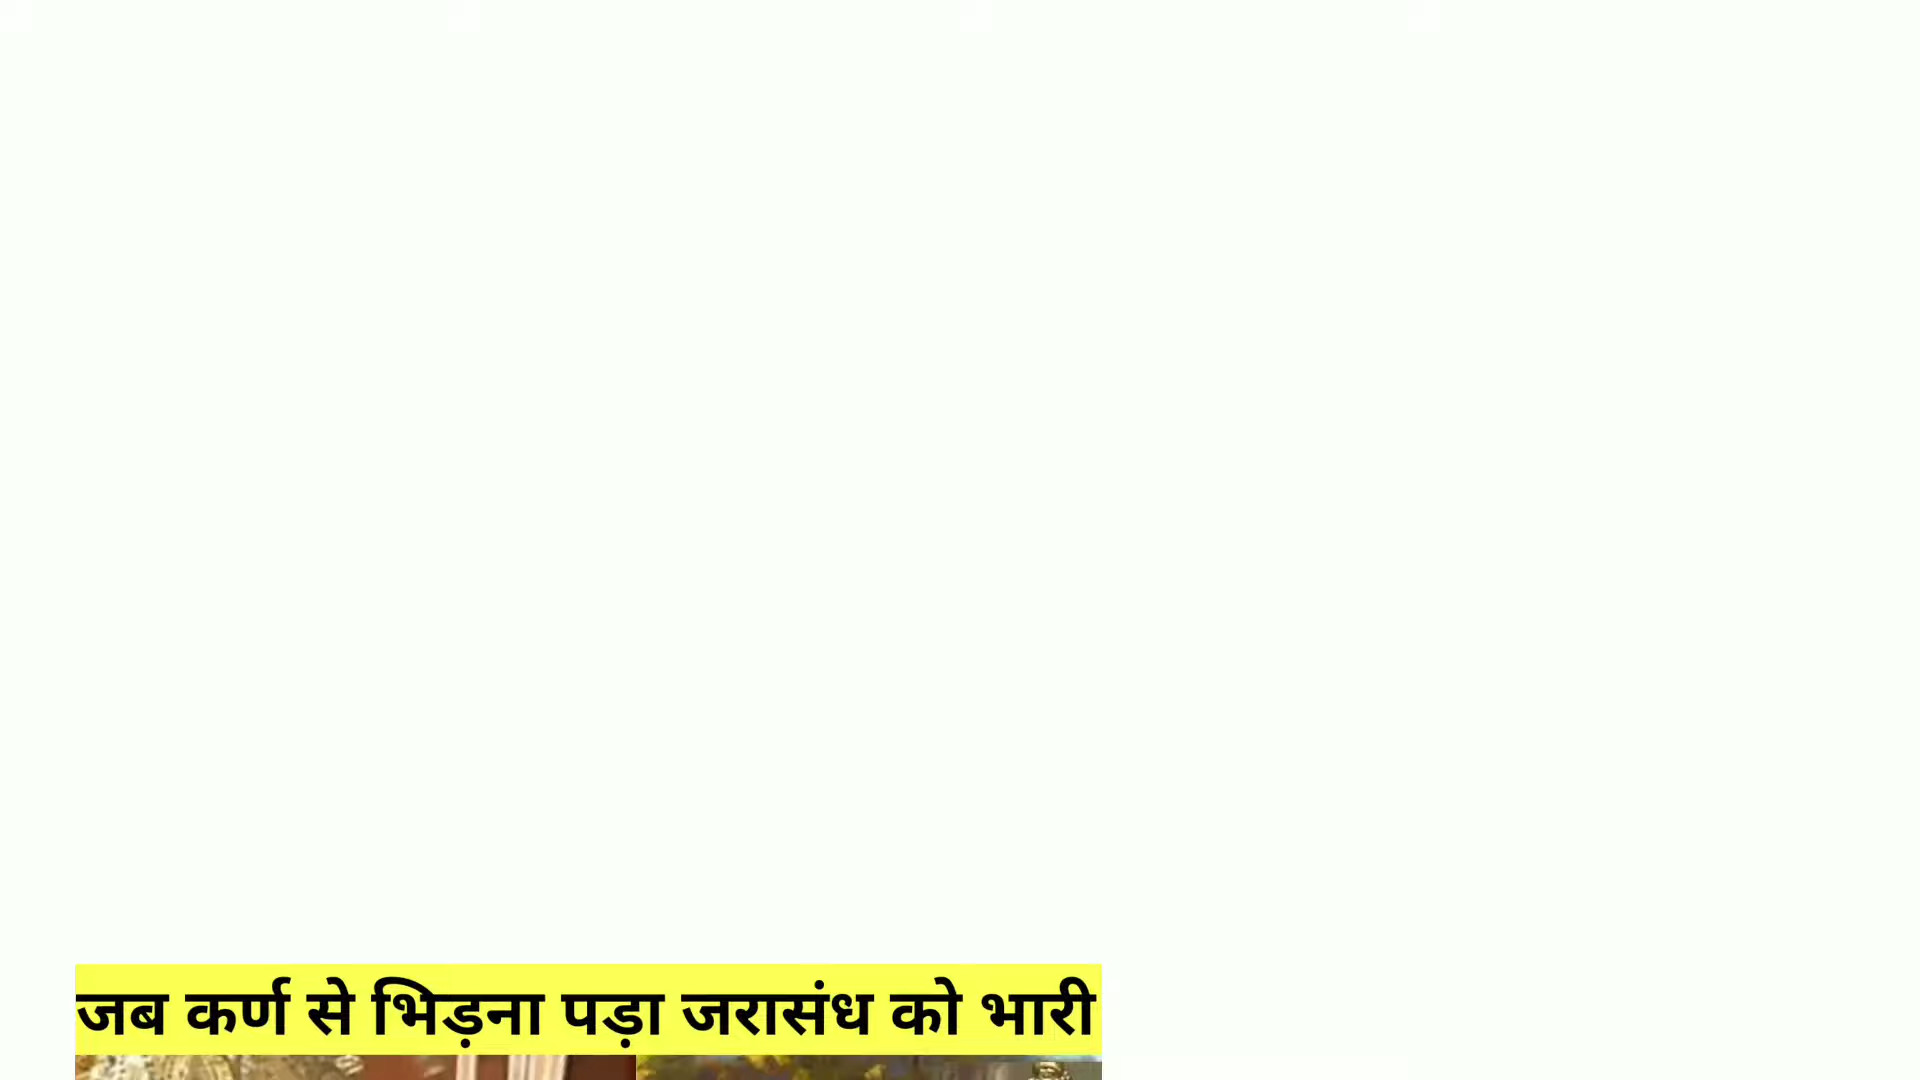 जब कर्ण से भिड़ना पड़ा जरासंध को भारी